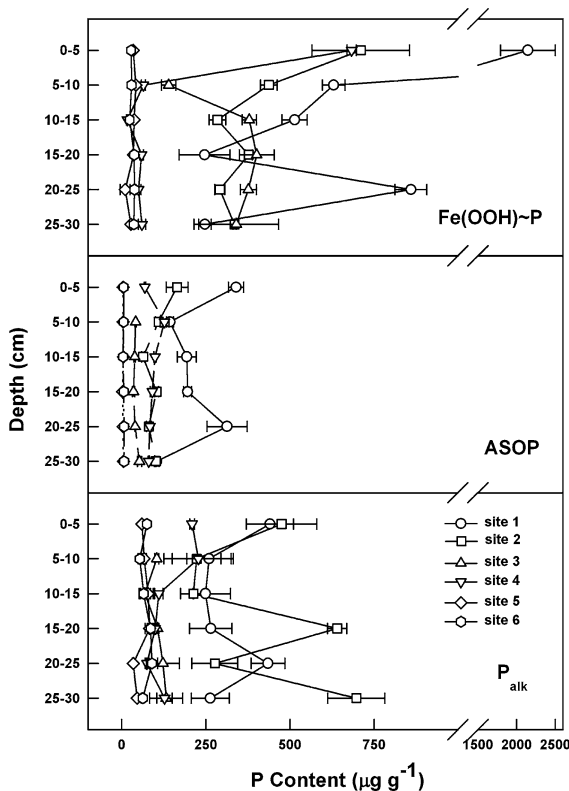 0-5
5-10
10-15
15-20
20-25
25-30
Fe(OOH)~P
0-5
5-10
10-15
15-20
20-25
25-30
ASOP
Depth (cm)
0-5
5-10
10-15
15-20
20-25
25-30
site 1
site 2
site 3
site 4
site 5
site 6
Palk
0 250 500 750 1500 2000 2500
P Content (µg g-1)